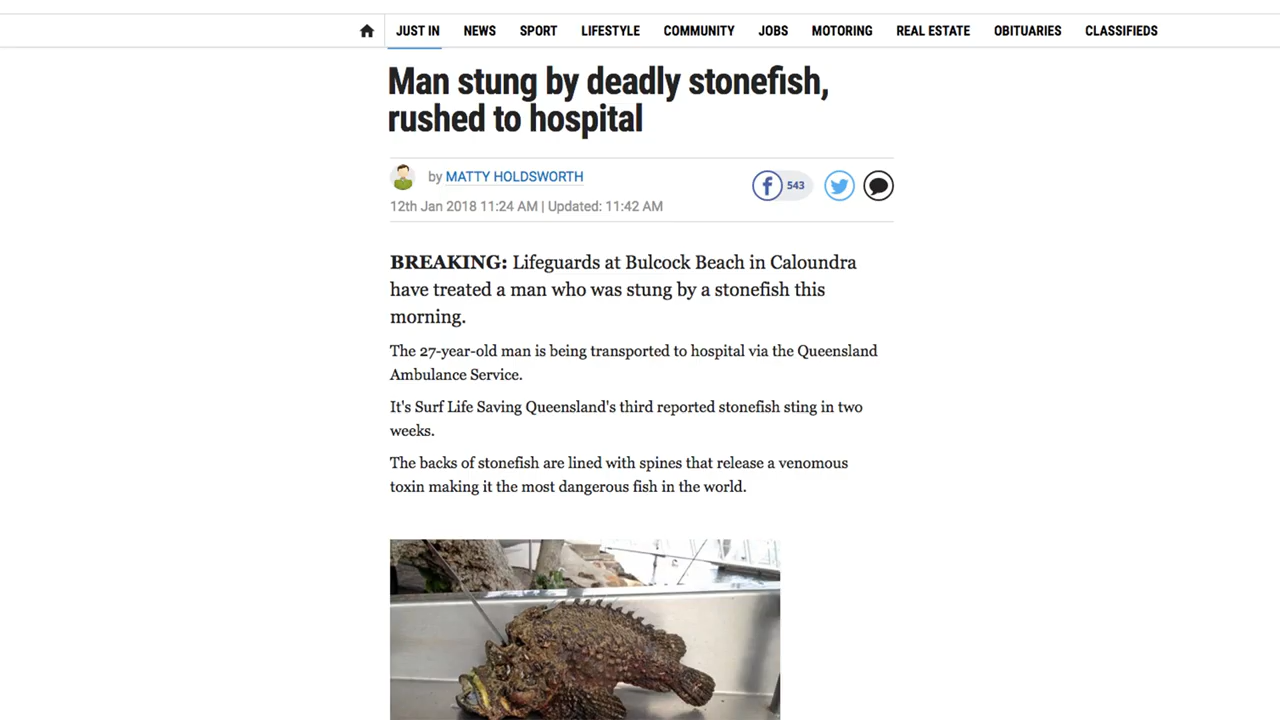 JUST IN NEWS SPORT LIFESTYLE COMMUNITY JOBS MOTORING REAL ESTATE OBITUARIES CLASSIFIEDS
Man stung by deadly stonefish,
rushed to hospital
by MATTY HOLDSWORTH
543
12th Jan 2018 11:24 AM | Updated: 11:42 AM
BREAKING: Lifeguards at Bulcock Beach in Caloundra
have treated a man who was stung by a stonefish this
morning.
The 27-year-old man is being transported to hospital via the Queensland
Ambulance Service.
It's Surf Life Saving Queensland's third reported stonefish sting in two
weeks.
The backs of stonefish are lined with spines that release a venomous
toxin making it the most dangerous fish in the world.